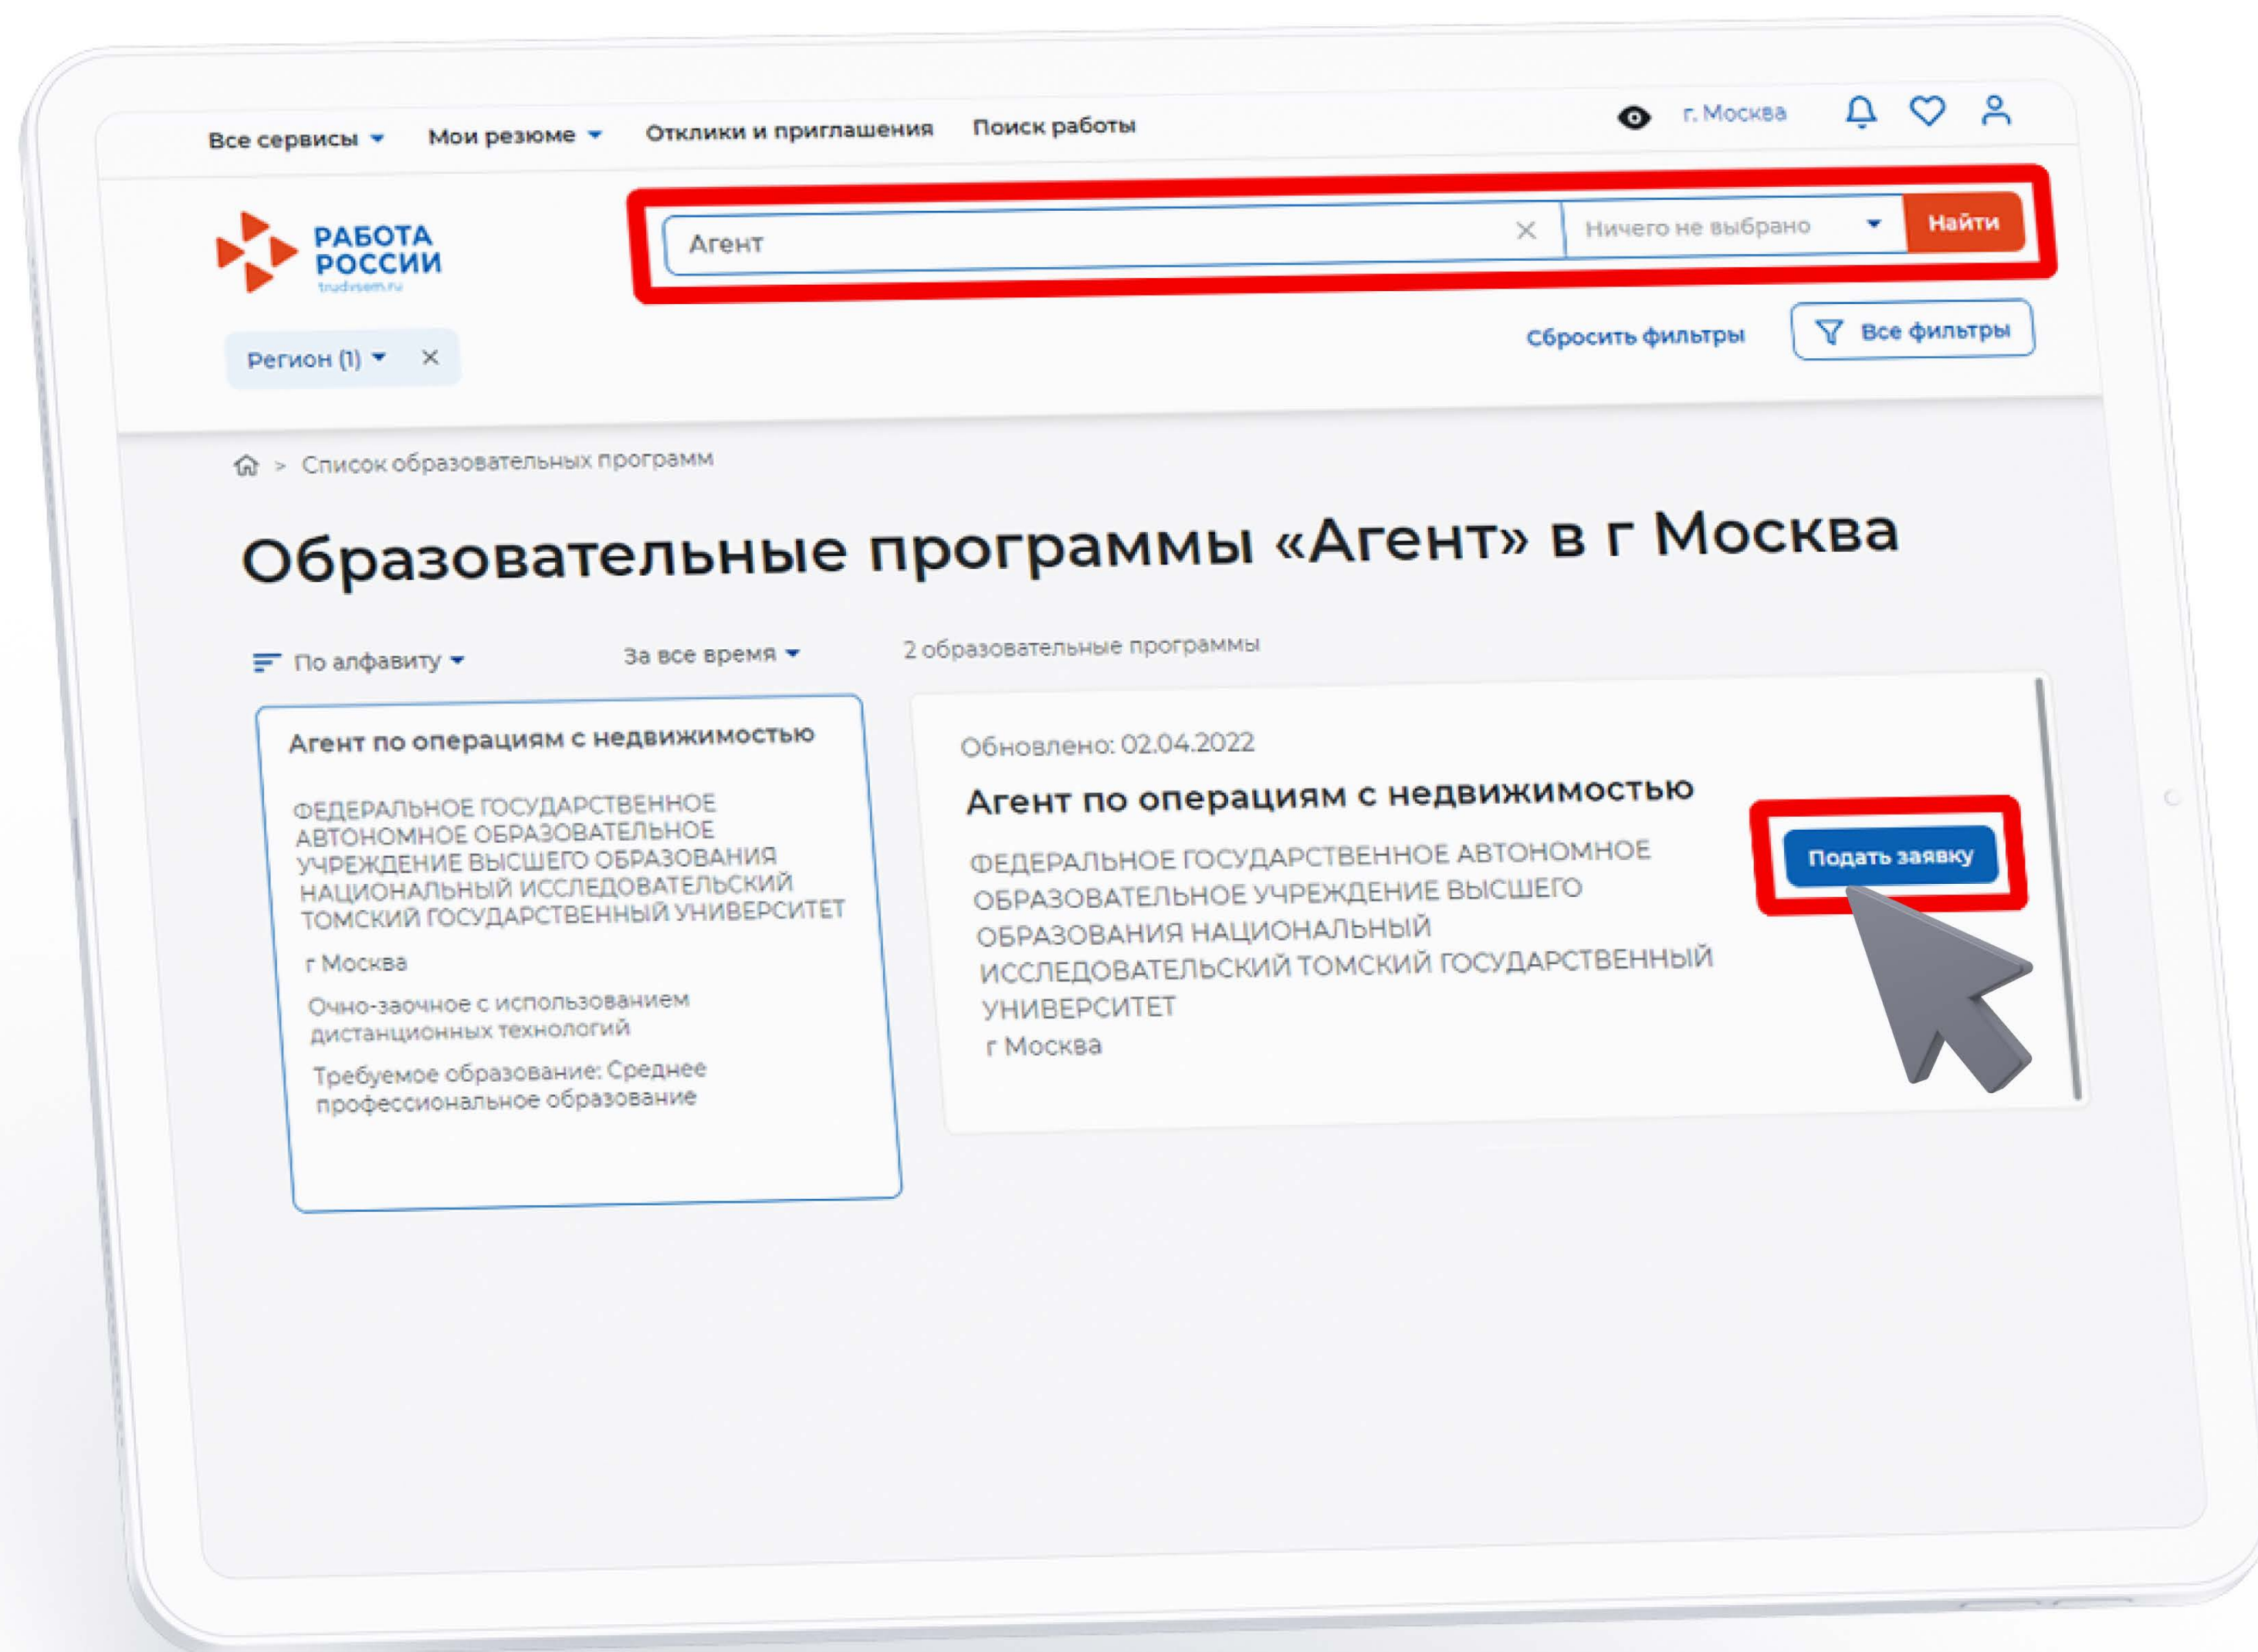 Все сервисы Мои резюме Отклики и приглашения Поиск работы г. Москва
РАБОТА
РОССИИ
trudvsem.ru
Агент Ничего не выбрано Найти
Регион (1) Сбросить фильтры Все фильтры
> Список образовательных программ
Образовательные программы «Агент» в г Москва
По алфавиту За все время 2 образовательные программы
Агент по операциям с недвижимостью
ФЕДЕРАЛЬНОЕ ГОСУДАРСТВЕННОЕ
АВТОНОМНОЕ ОБРАЗОВАТЕЛЬНОЕ
УЧРЕЖДЕНИЕ ВЫСШЕГО ОБРАЗОВАНИЯ
НАЦИОНАЛЬНЫЙ ИССЛЕДОВАТЕЛЬСКИЙ
ТОМСКИЙ ГОСУДАРСТВЕННЫЙ УНИВЕРСИТЕТ
г Москва
Очно-заочное с использованием
дистанционных технологий
Требуемое образование: Среднее
профессиональное образование
Обновлено: 02.04.2022
Агент по операциям с недвижимостью
ФЕДЕРАЛЬНОЕ ГОСУДАРСТВЕННОЕ АВТОНОМНОЕ
ОБРАЗОВАТЕЛЬНОЕ УЧРЕЖДЕНИЕ ВЫСШЕГО
ОБРАЗОВАНИЯ НАЦИОНАЛЬНЫЙ
ИССЛЕДОВАТЕЛЬСКИЙ ТОМСКИЙ ГОСУДАРСТВЕННЫЙ
УНИВЕРСИТЕТ
г Москва
Подать заявку